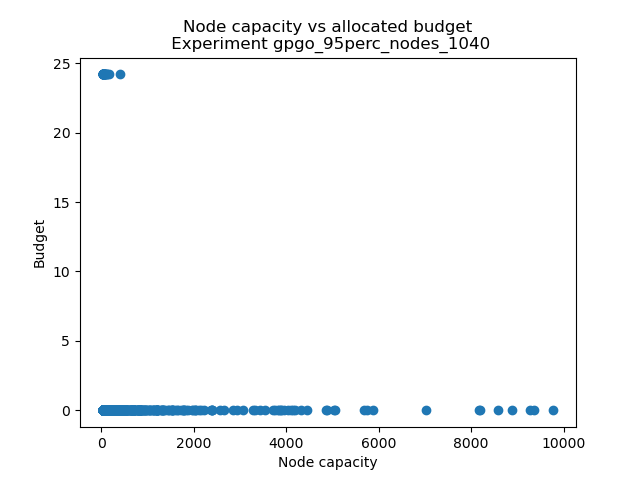 Node capacity vs allocated budget
Experiment gpgo_95perc_nodes_1040
25
20
15
10
5
0
Budget
0 2000 4000 6000 8000 10000
Node capacity